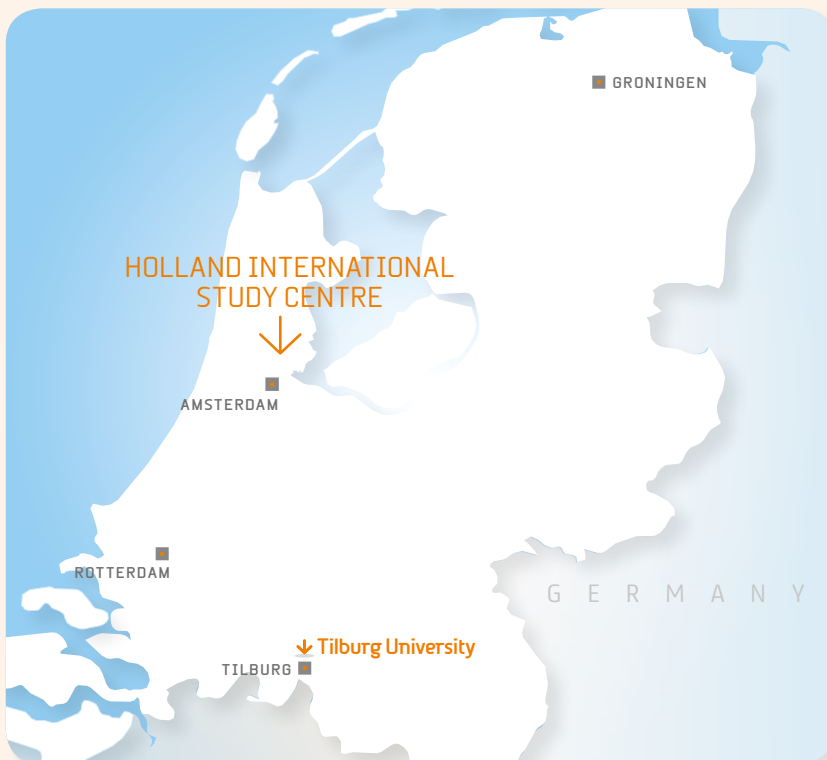 GRONINGEN
HOLLAND INTERNATIONAL
STUDY CENTRE
AMSTERDAM
ROTTERDAM
GERMANY
Tilburg University
TILBURG